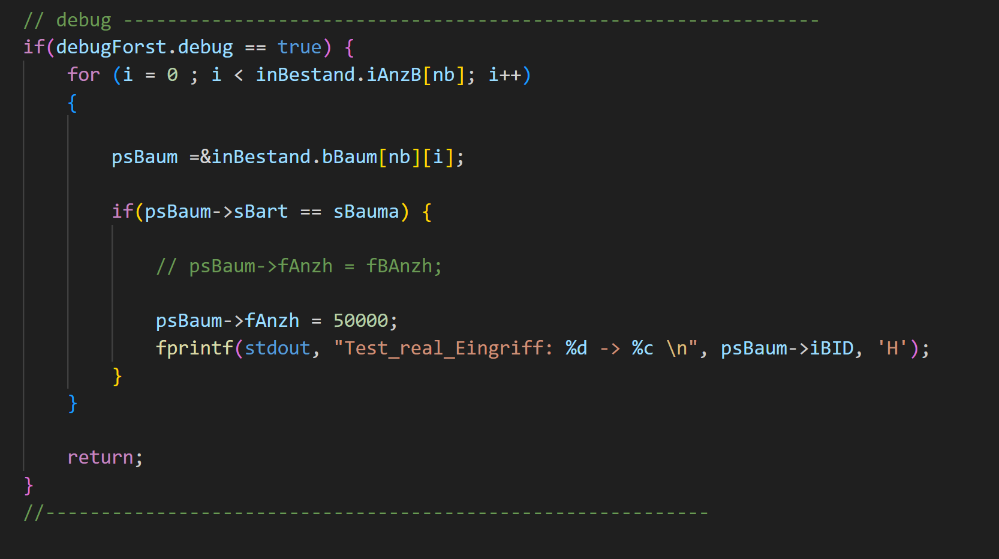 // debug ---------------------------------------------------------------
if(debugForst.debug == true) {
for (i = 0 ; i < inBestand.iAnzB[nb]; i++)
{
psBaum =&inBestand.bBaum[nb][i];
if(psBaum->sBart == sBauma) {
// psBaum->fAnzh = fBAnzh;
psBaum->fAnzh = 50000;
fprintf(stdout, "Test_real_Eingriff: %d -> %c \n", psBaum->iBID, 'H');
}
}
return;
}
//------------------------------------------------------------